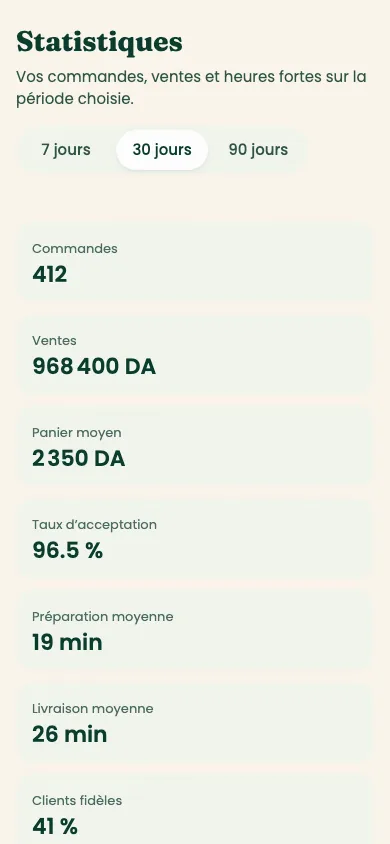 Statistiques
Vos commandes, ventes et heures fortes sur la
période choisie.
7 jours 30 jours 90 jours
Commandes
412
Ventes
968 400 DA
Panier moyen
2 350 DA
Taux d’acceptation
96.5 %
Préparation moyenne
19 min
Livraison moyenne
26 min
Clients fidèles
41 %